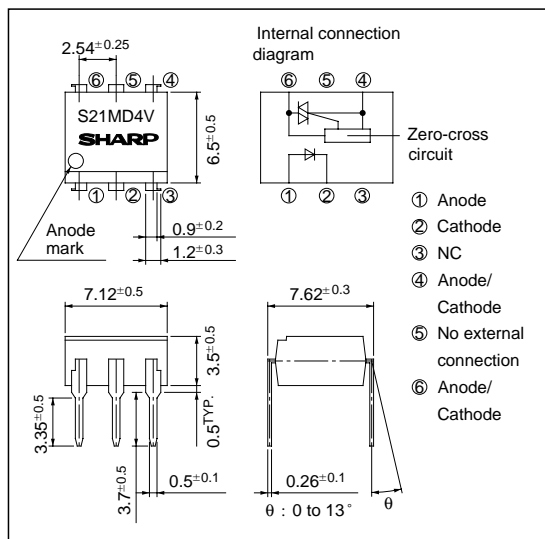 Internal connection
diagram
2.54±0.25
⑥ ⑤ ④
S21MD4V
SHARP
6.5±0.5
① ② ③
Anode
mark
0.9±0.2
1.2±0.3
⑥ ⑤ ④
Zero-cross
circuit
① ② ③
① Anode
② Cathode
③ NC
④ Anode/
Cathode
⑤ No external
connection
⑥ Anode/
Cathode
7.12±0.5
3.5±0.5
0.5TYP.
3.35±0.5
3.7±0.5
0.5±0.1
7.62±0.3
0.26±0.1
θ : 0 to 13°
θ